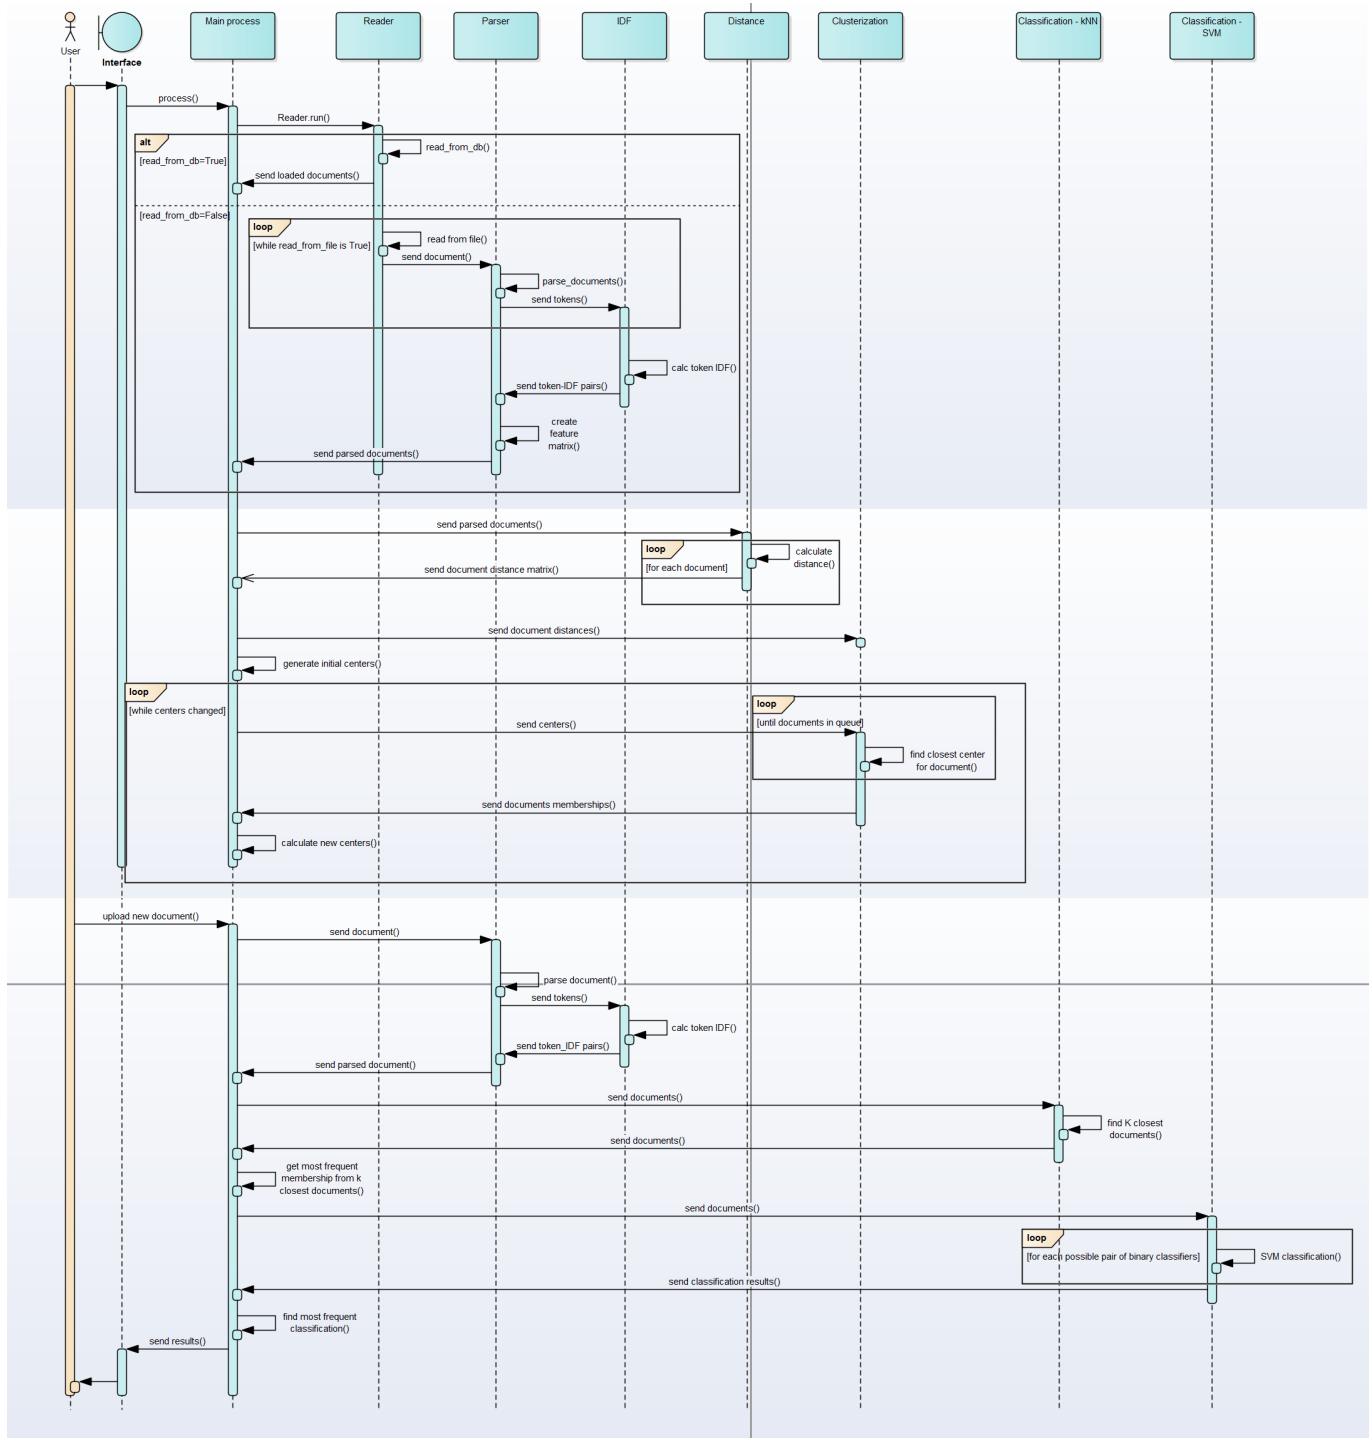 Main process
Reader
Parser
IDF
Distance
Clusterization
Classification - kNN
Classification -
SVM
User
Interface
process()
Reader.run()
alt
[read_from_db=True]
read_from_db()
send loaded documents()
[read_from_db=False]
loop
[while read_from_file is True]
read from file()
send document()
parse_documents()
send tokens()
calc token IDF()
send token-IDF pairs()
create
feature
matrix()
send parsed documents()
send parsed documents()
loop
[for each document]
calculate
distance()
send document distance matrix()
send document distances()
generate initial centers()
loop
[while centers changed]
loop
[until documents in queue]
send centers()
find closest center
for document()
send documents memberships()
calculate new centers()
upload new document()
send document()
parse document()
send tokens()
calc token IDF()
send token_IDF pairs()
send parsed document()
send documents()
find K closest
documents()
send documents()
get most frequent
membership from k
closest documents()
send documents()
loop
[for each possible pair of binary classifiers]
SVM classification()
send classification results()
find most frequent
classification()
send results()